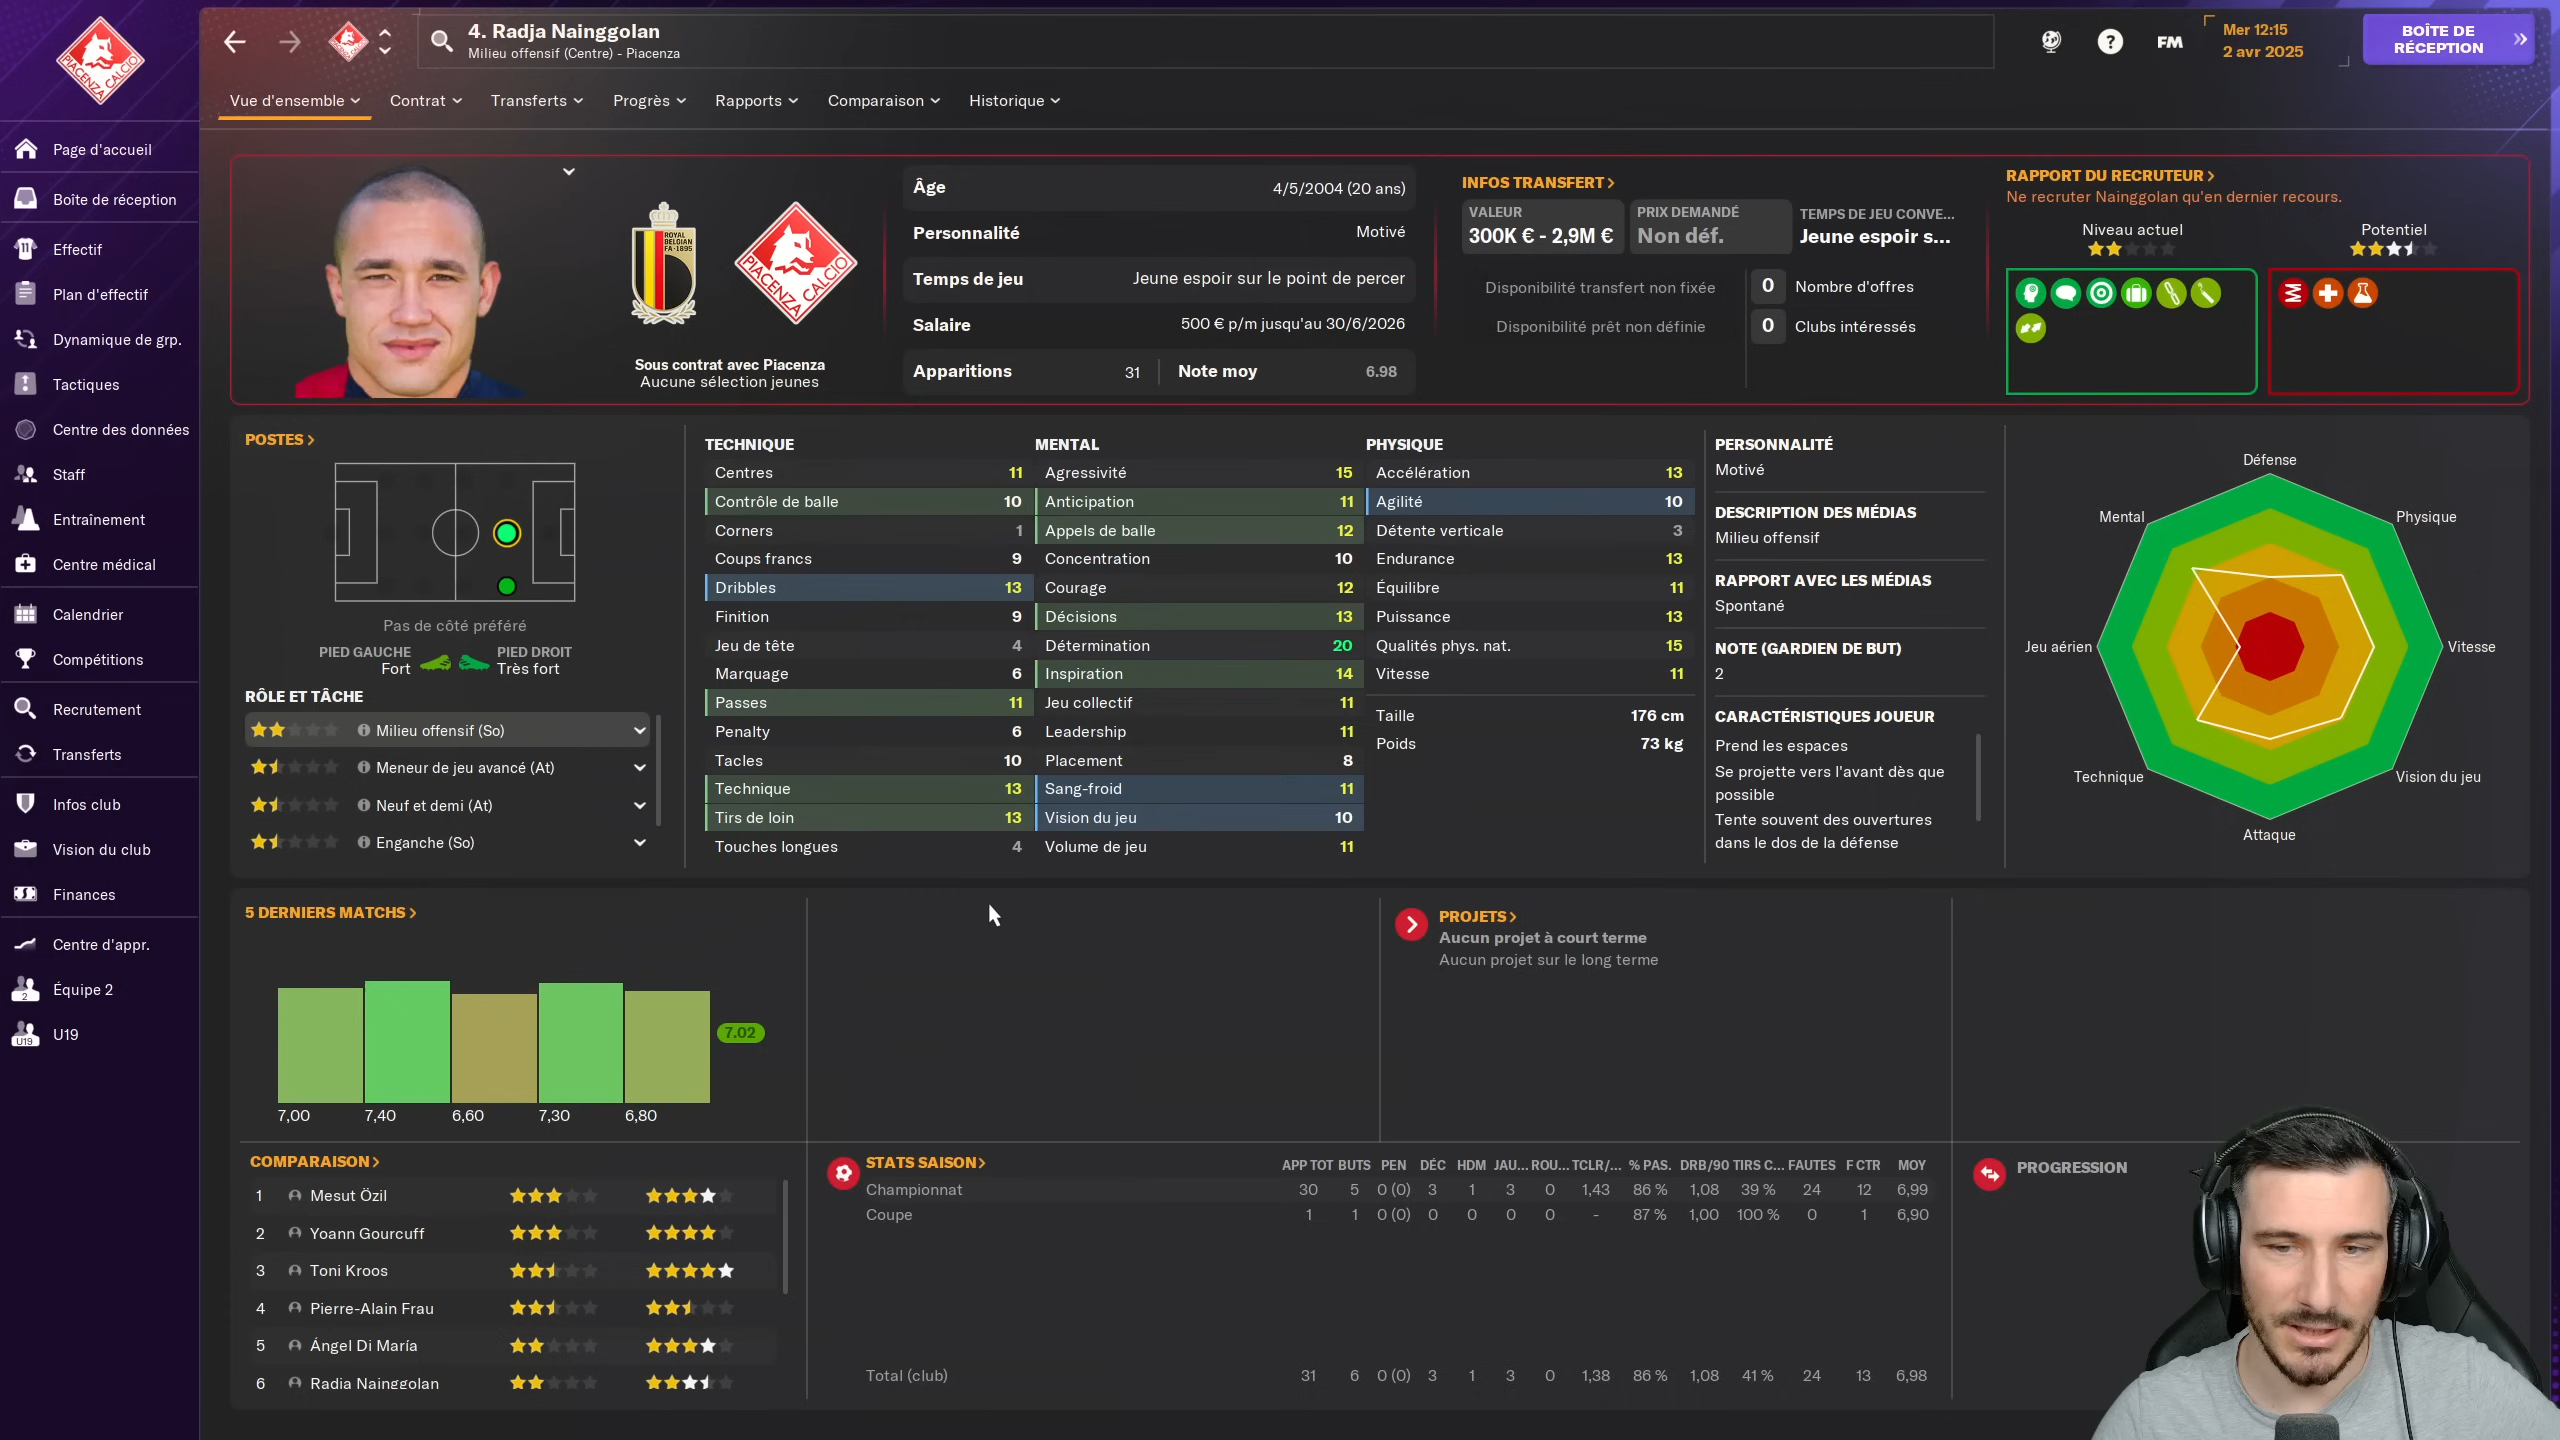 PIACENZA CALCIO
4. Radja Nainggolan
Milieu offensif (Centre) - Piacenza
FM
Mer 12:15
2 avr 2025
BOÎTE DE
RÉCEPTION
Vue d'ensemble
Contrat
Transferts
Progrès
Rapports
Comparaison
Historique
Page d'accueil
Boîte de réception
Effectif
Plan d'effectif
Dynamique de grp.
Tactiques
Centre des données
Staff
Entraînement
Centre médical
Calendrier
Compétitions
Recrutement
Transferts
Infos club
Vision du club
Finances
Centre d'appr.
2
Équipe 2
U19
U19
ROYAL
BELGIAN
FA·1895
PIACENZA CALCIO
Sous contrat avec Piacenza
Aucune sélection jeunes
Âge 4/5/2004 (20 ans)
Personnalité Motivé
Temps de jeu Jeune espoir sur le point de percer
Salaire 500 € p/m jusqu'au 30/6/2026
Apparitions 31 Note moy 6.98
INFOS TRANSFERT
VALEUR
300K € - 2,9M €
PRIX DEMANDÉ
Non déf.
TEMPS DE JEU CONVE...
Jeune espoir s...
Disponibilité transfert non fixée
Disponibilité prêt non définie
0 Nombre d'offres
0 Clubs intéressés
RAPPORT DU RECRUTEUR
Ne recruter Nainggolan qu'en dernier recours.
Niveau actuel
Potentiel
POSTES
Pas de côté préféré
PIED GAUCHE
Fort
PIED DROIT
Très fort
RÔLE ET TÂCHE
Milieu offensif (So)
Meneur de jeu avancé (At)
Neuf et demi (At)
Enganche (So)
TECHNIQUE
Centres 11
Contrôle de balle 10
Corners 1
Coups francs 9
Dribbles 13
Finition 9
Jeu de tête 4
Marquage 6
Passes 11
Penalty 6
Tacles 10
Technique 13
Tirs de loin 13
Touches longues 4
MENTAL
Agressivité 15
Anticipation 11
Appels de balle 12
Concentration 10
Courage 12
Décisions 13
Détermination 20
Inspiration 14
Jeu collectif 11
Leadership 11
Placement 8
Sang-froid 11
Vision du jeu 10
Volume de jeu 11
PHYSIQUE
Accélération 13
Agilité 10
Détente verticale 3
Endurance 13
Équilibre 11
Puissance 13
Qualités phys. nat. 15
Vitesse 11
Taille 176 cm
Poids 73 kg
PERSONNALITÉ
Motivé
DESCRIPTION DES MÉDIAS
Milieu offensif
RAPPORT AVEC LES MÉDIAS
Spontané
NOTE (GARDIEN DE BUT)
2
CARACTÉRISTIQUES JOUEUR
Prend les espaces
Se projette vers l'avant dès que
possible
Tente souvent des ouvertures
dans le dos de la défense
Défense
Physique
Vitesse
Vision du jeu
Attaque
Technique
Jeu aérien
Mental
5 DERNIERS MATCHS
7.02
7,00 7,40 6,60 7,30 6,80
PROJETS
Aucun projet à court terme
Aucun projet sur le long terme
COMPARAISON
1 Mesut Özil
2 Yoann Gourcuff
3 Toni Kroos
4 Pierre-Alain Frau
5 Ángel Di María
6 Radja Nainggolan
STATS SAISON
APP TOT BUTS PEN DÉC HDM JAU... ROU... TCLR/... % PAS. DRB/90 TIRS C... FAUTES F CTR MOY
Championnat 30 5 0 (0) 3 1 3 0 1,43 86 % 1,08 39 % 24 12 6,99
Coupe 1 1 0 (0) 0 0 0 0 - 87 % 1,00 100 % 0 1 6,90
Total (club) 31 6 0 (0) 3 1 3 0 1,38 86 % 1,08 41 % 24 13 6,98
PROGRESSION